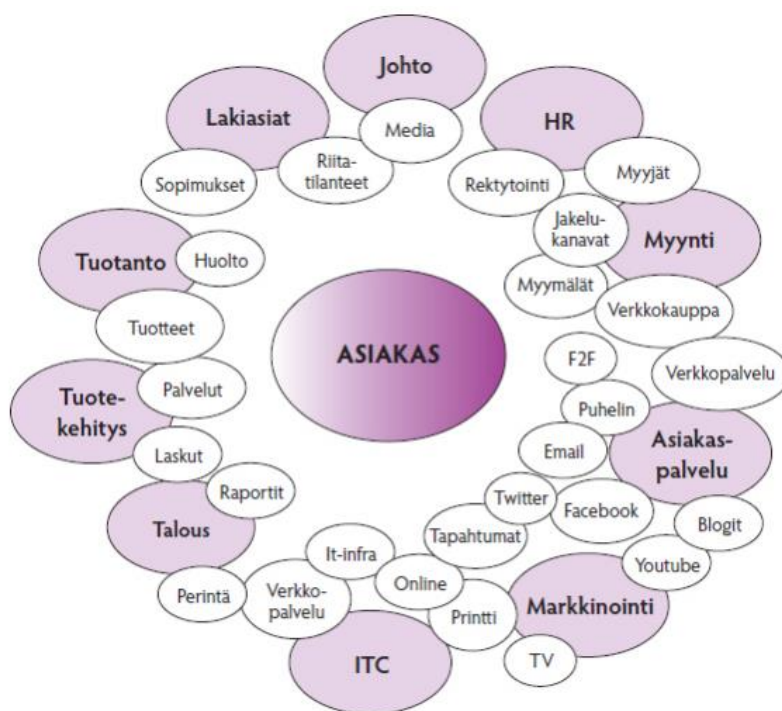 Johto
Media
Lakiasiat
Riita-
tilanteet
Sopimukset
HR
Rektytointi
Myyjät
Jakelu-
kanavat
Myynti
Myymälät
Verkkokauppa
Tuotanto
Huolto
Tuotteet
ASIAKAS
F2F
Verkkopalvelu
Tuote-
kehitys
Palvelut
Puhelin
Asiakas-
palvelu
Email
Laskut
Raportit
Talous
Twitter
Facebook
Blogit
Tapahtumat
It-infra
Youtube
Perintä
Verkko-
palvelu
Online
Printti
Markkinointi
ITC
TV